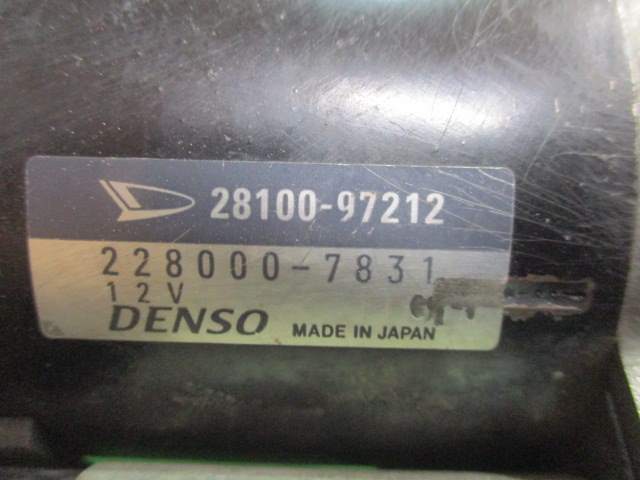 28100-97212
228000-7831
12V
DENSO MADE IN JAPAN